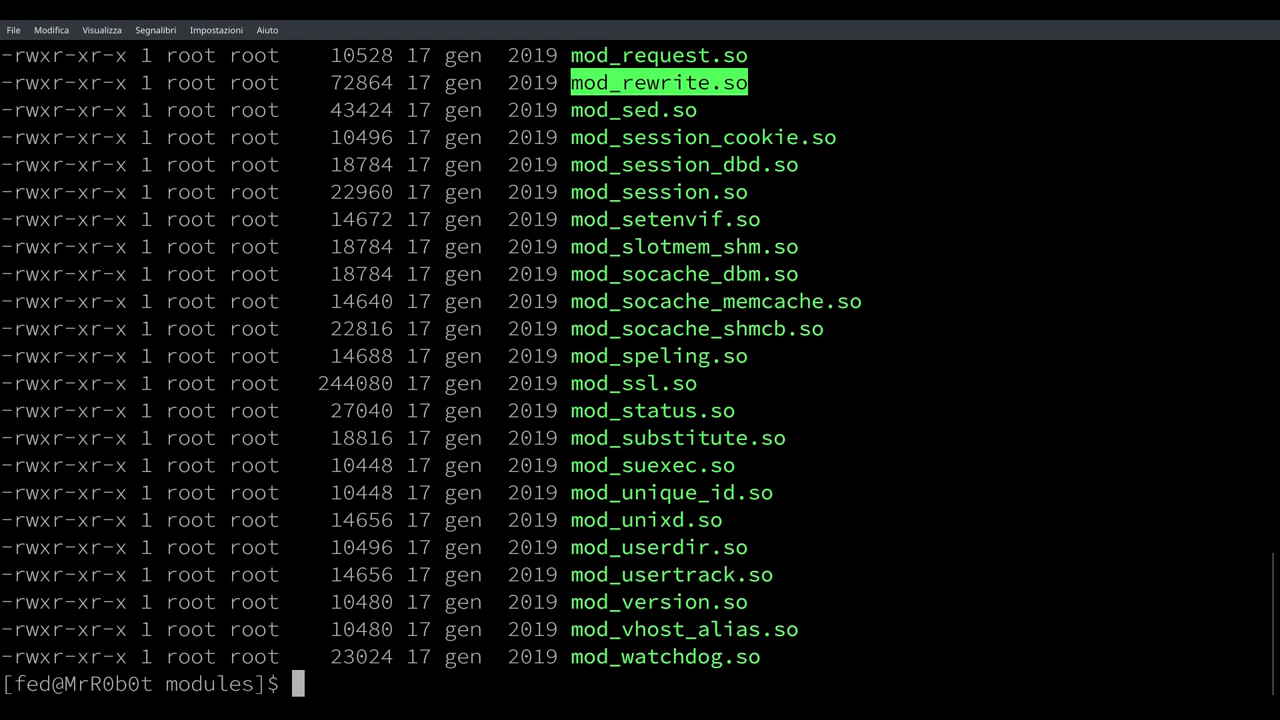 File Modifica Visualizza Segnalibri Impostazioni Aiuto
-rwxr-xr-x 1 root root    10528 17 gen  2019 mod_request.so
-rwxr-xr-x 1 root root    72864 17 gen  2019 mod_rewrite.so
-rwxr-xr-x 1 root root    43424 17 gen  2019 mod_sed.so
-rwxr-xr-x 1 root root    10496 17 gen  2019 mod_session_cookie.so
-rwxr-xr-x 1 root root    18784 17 gen  2019 mod_session_dbd.so
-rwxr-xr-x 1 root root    22960 17 gen  2019 mod_session.so
-rwxr-xr-x 1 root root    14672 17 gen  2019 mod_setenvif.so
-rwxr-xr-x 1 root root    18784 17 gen  2019 mod_slotmem_shm.so
-rwxr-xr-x 1 root root    18784 17 gen  2019 mod_socache_dbm.so
-rwxr-xr-x 1 root root    14640 17 gen  2019 mod_socache_memcache.so
-rwxr-xr-x 1 root root    22816 17 gen  2019 mod_socache_shmcb.so
-rwxr-xr-x 1 root root    14688 17 gen  2019 mod_speling.so
-rwxr-xr-x 1 root root   244080 17 gen  2019 mod_ssl.so
-rwxr-xr-x 1 root root    27040 17 gen  2019 mod_status.so
-rwxr-xr-x 1 root root    18816 17 gen  2019 mod_substitute.so
-rwxr-xr-x 1 root root    10448 17 gen  2019 mod_suexec.so
-rwxr-xr-x 1 root root    10448 17 gen  2019 mod_unique_id.so
-rwxr-xr-x 1 root root    14656 17 gen  2019 mod_unixd.so
-rwxr-xr-x 1 root root    10496 17 gen  2019 mod_userdir.so
-rwxr-xr-x 1 root root    14656 17 gen  2019 mod_usertrack.so
-rwxr-xr-x 1 root root    10480 17 gen  2019 mod_version.so
-rwxr-xr-x 1 root root    10480 17 gen  2019 mod_vhost_alias.so
-rwxr-xr-x 1 root root    23024 17 gen  2019 mod_watchdog.so
[fed@MrR0b0t modules]$